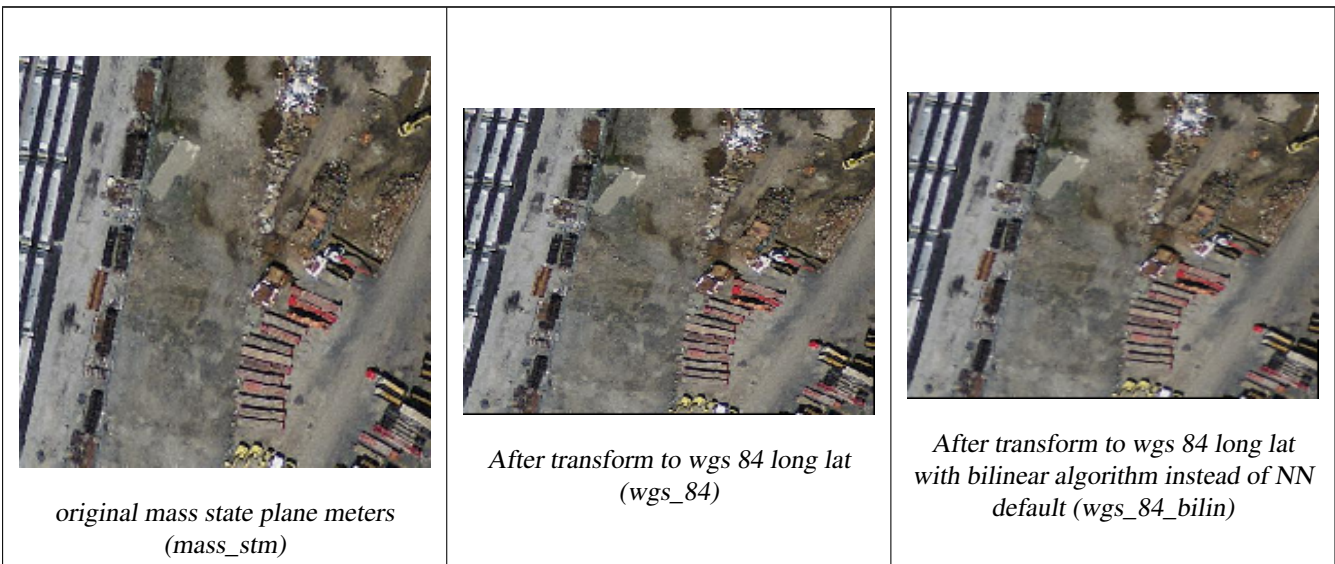 original mass state plane meters
(mass_stm)
After transform to wgs 84 long lat
(wgs_84)
After transform to wgs 84 long lat
with bilinear algorithm instead of NN
default (wgs_84_bilin)